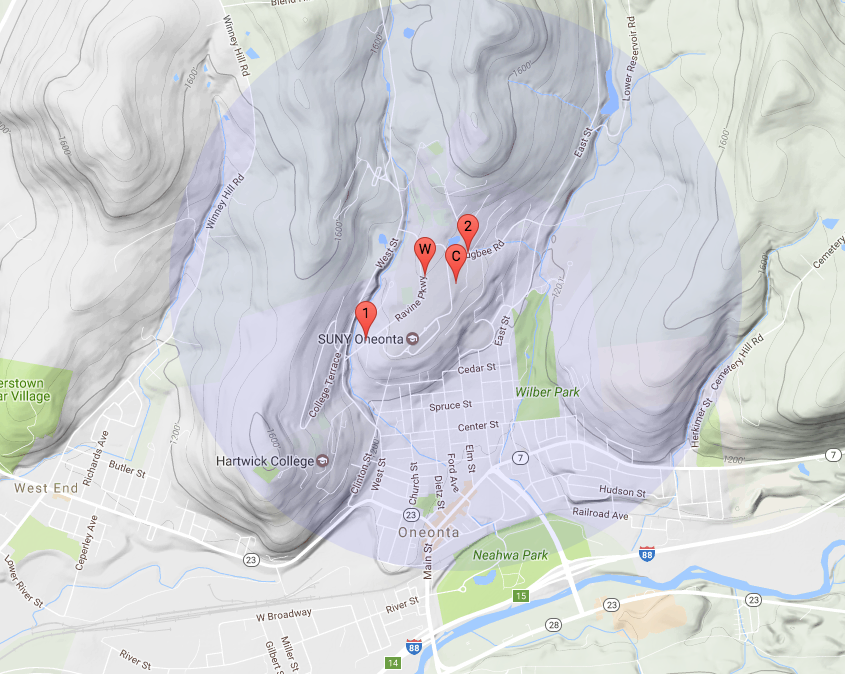 Winney Hill Rd
1600'
Lower Reservoir Rd
1600'
1600'
1600'
East St
Winney Hill Rd
1600'
2
West St
W
C
ugbee Rd
Cemetery
1600'
1
Ravine Pkwy
SUNY Oneonta
East St
Cemetery Hill Rd
College Terrace
Cedar St
erstown
ar Village
Wilber Park
Spruce St
Herkimer St
Center St
1200'
1600'
Richards Ave
Butler St
Hartwick College
Clinton St
West St
1200'
Church St
Dietz St
Ford Ave
Elm St
7
7
1200'
West End
Hudson St
23
Railroad Ave
Oneonta
Ceperley Ave
23
Main St
Neahwa Park
88
Lower River St
15
W Broadway
River St
23
23
28
Miller St
Gilbert S
River St
88
14